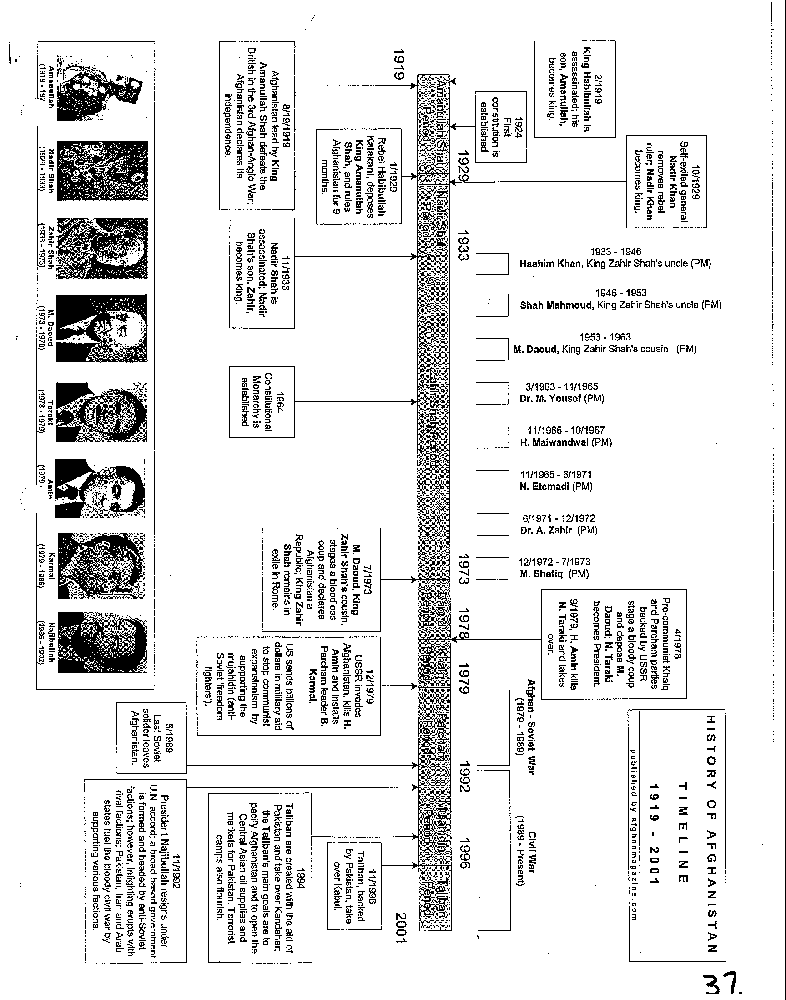 HISTORY OF AFGHANISTAN
TIMELINE
1919 - 2001
published by afghanmagazine.com
37.
2/1919
King Habibullah is
assassinated; his
son, Amanullah,
becomes king.
1924
First
constitution is
established
10/1929
Self-exiled general
Nadir Khan
removes rebel
ruler; Nadir Khan
becomes king.
1933 - 1946
Hashim Khan, King Zahir Shah's uncle (PM)
1946 - 1953
Shah Mahmoud, King Zahir Shah's uncle (PM)
1953 - 1963
M. Daoud, King Zahir Shah's cousin (PM)
3/1963 - 11/1965
Dr. M. Yousef (PM)
11/1965 - 10/1967
H. Maiwandwal (PM)
11/1965 - 6/1971
N. Etemadi (PM)
6/1971 - 12/1972
Dr. A. Zahir (PM)
12/1972 - 7/1973
M. Shafiq (PM)
4/1978
Pro-communist Khalq
and Parcham parties
backed by USSR
stage a bloody coup
and depose M.
Daoud; N. Taraki
becomes President.
9/1979, H. Amin kills
N. Taraki and takes
over.
Afghan - Soviet War
(1979 - 1989)
Civil War
(1989 - Present)
1919
1929
1933
1973
1978
1979
1992
1996
2001
Amanullah Shah
Period
Nadir Shah
Period
Zahir Shah Period
Daoud
Period
Khalq
Period
Parcham
Period
Mujahidin
Period
Taliban
Period
8/19/1919
Afghanistan lead by King
Amanullah Shah defeats the
British in the 3rd Afghan-Anglo War;
Afghanistan declares its
independence.
1/1929
Rebel Habibullah
Kalakani, deposes
King Amanullah
Shah, and rules
Afghanistan for 9
months.
11/1933
Nadir Shah is
assassinated; Nadir
Shah's son, Zahir,
becomes king.
1964
Constitutional
Monarchy is
established
7/1973
M. Daoud, King
Zahir Shah's cousin,
stages a bloodless
coup and declares
Afghanistan a
Republic; King Zahir
Shah remains in
exile in Rome.
12/1979
USSR invades
Afghanistan, kills H.
Amin and installs
Parcham leader B.
Karmal.
US sends billions of
dollars in military aid
to stop communist
expansionism by
supporting the
mujahidin (anti-
Soviet 'freedom
fighters').
5/1989
Last Soviet
solider leaves
Afghanistan.
11/1992
President Najibullah resigns under
U.N. accord; a broad based government
is formed and headed by anti-Soviet
factions; however, infighting erupts with
rival factions; Pakistan, Iran and Arab
states fuel the bloody civil war by
supporting various factions.
1994
Taliban are created with the aid of
Pakistan and take over Kandahar;
the Taliban's main goals are to
pacify Afghanistan and to open the
Central Asian oil supplies and
markets for Pakistan. Terrorist
camps also flourish.
11/1996
Taliban, backed
by Pakistan, take
over Kabul.
Amanullah
(1919 - 192
Nadir Shah
(1929 - 1933)
Zahir Shah
(1933 - 1973)
M. Daoud
(1973 - 1978)
Taraki
(1978 - 1979)
Amin
(1979 -
Karmal
(1979 - 1986)
Najibullah
(1986 - 1992)
1.